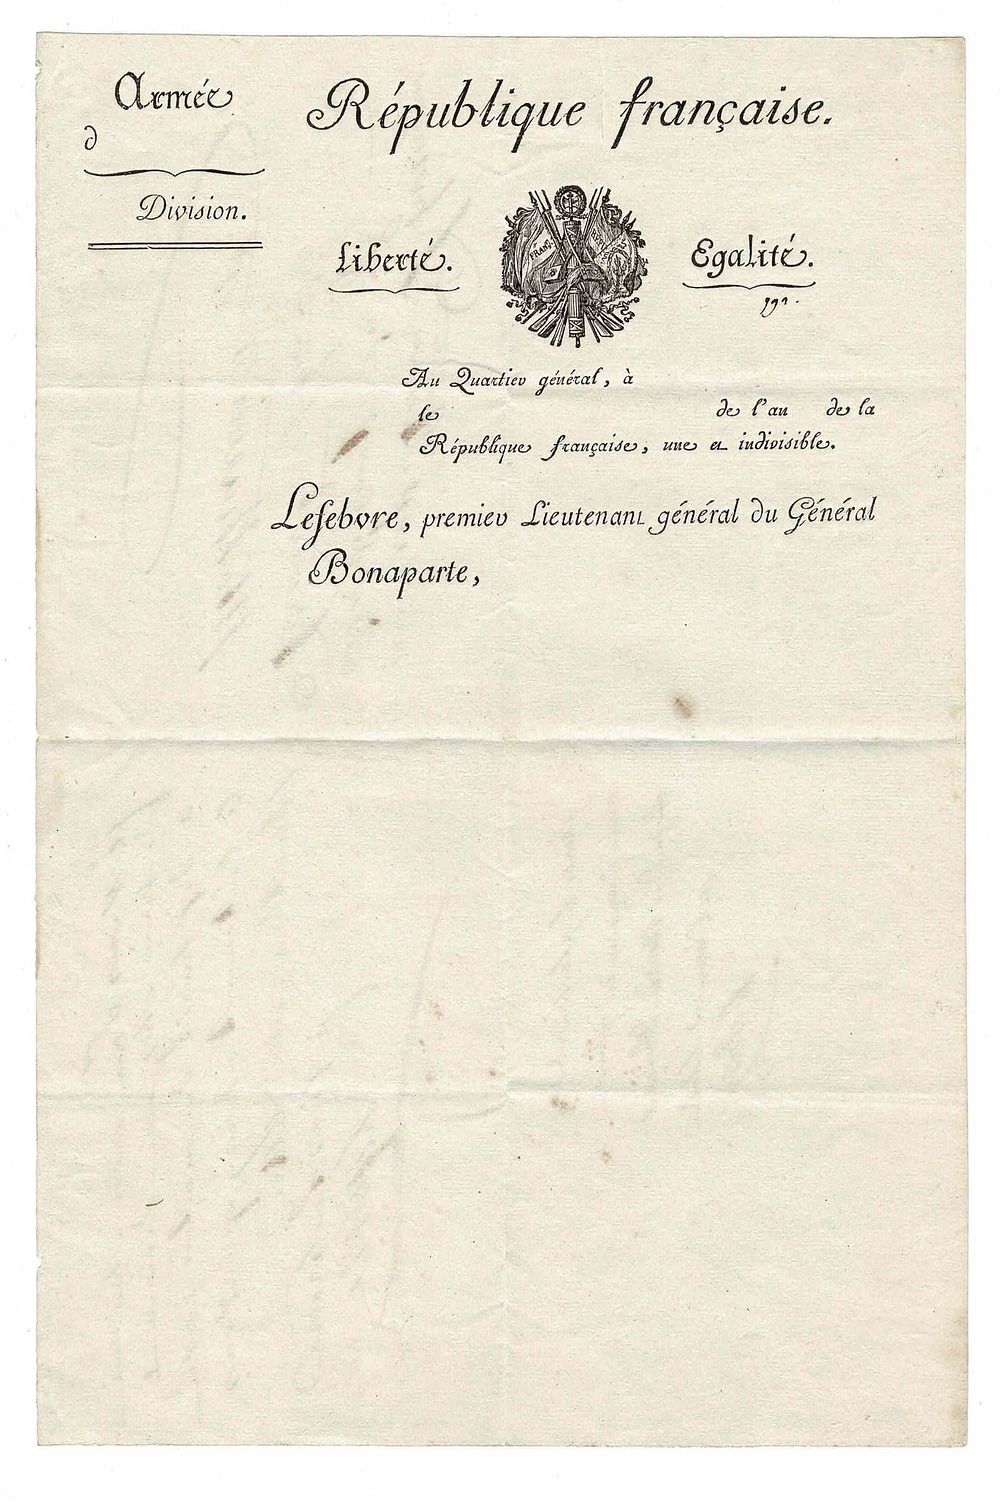 Armée
d
Division.
République française.
Liberté.
Egalité.
Au Quartier général, à
le de l'an de la
République française, une et indivisible.
Lefebvre, premier Lieutenant général du Général
Bonaparte,